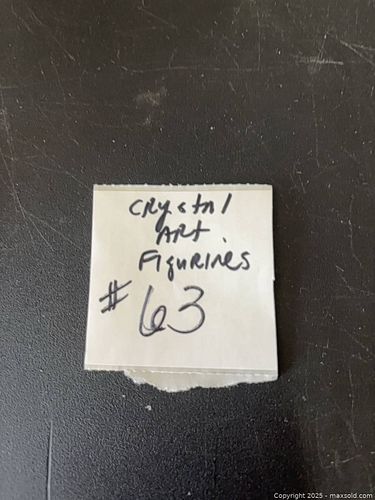 Crystal
Art
Figurines
# 63
Copyright 2025 - maxsold.com